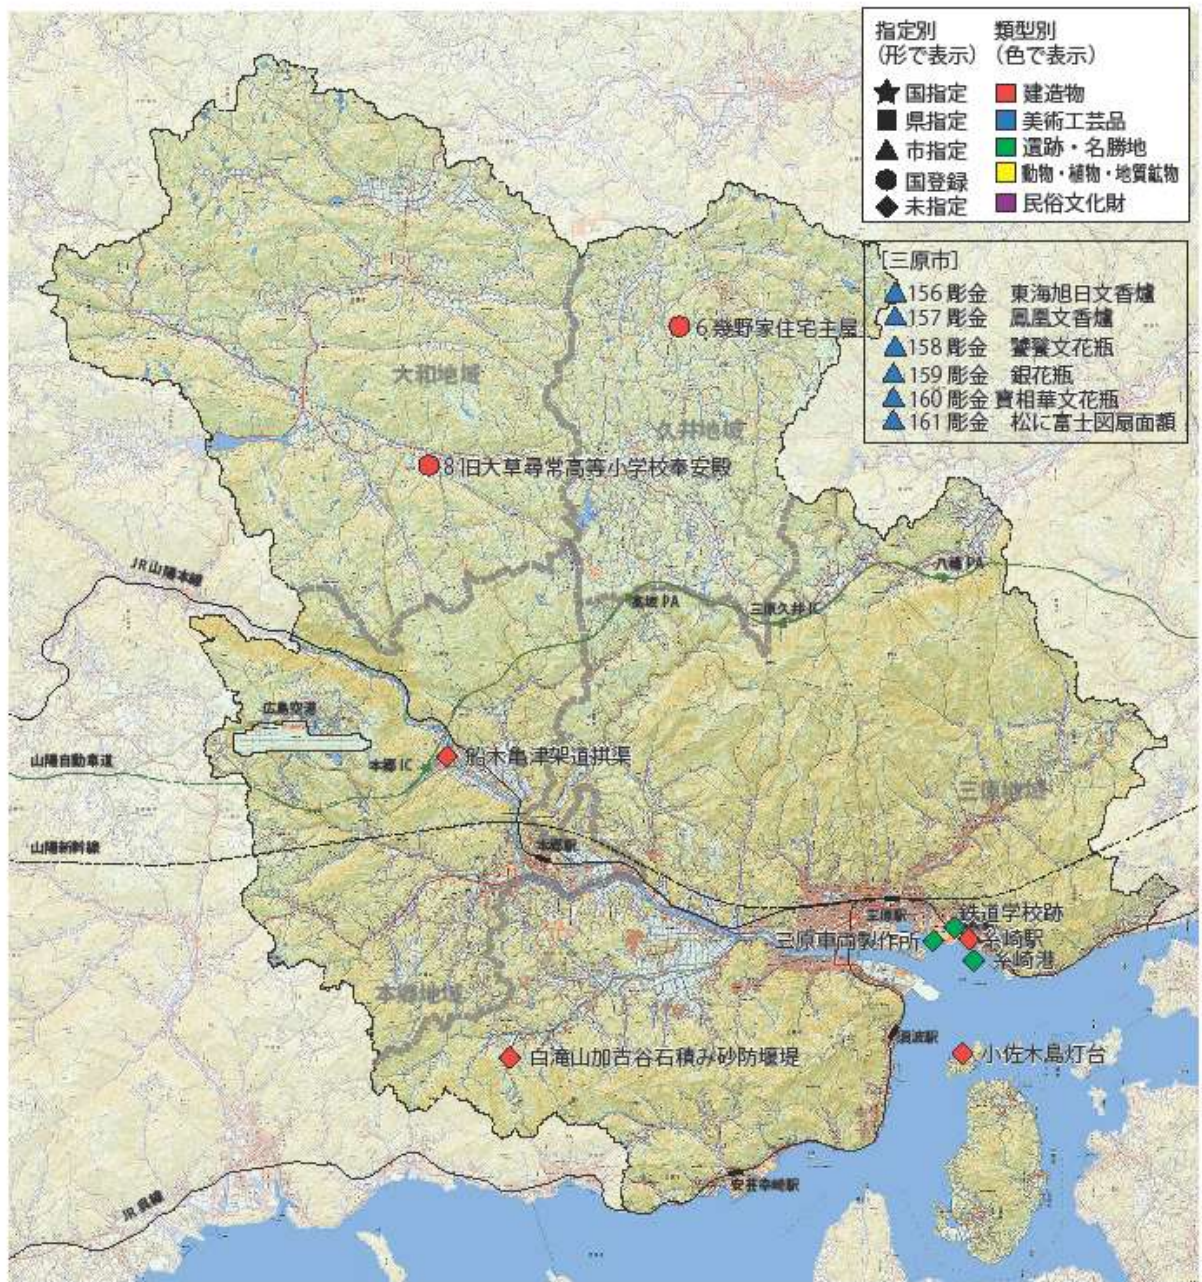 指定別 類型別
(形で表示) (色で表示)
国指定 建造物
県指定 美術工芸品
市指定 遺跡・名勝地
国登録 動物・植物・地質鉱物
未指定 民俗文化財
[三原市]
156 彫金 東海旭日文香爐
157 彫金 鳳凰文香爐
158 彫金 饕餮文花瓶
159 彫金 銀花瓶
160 彫金 寶相華文花瓶
161 彫金 松に富士図扇面額
6 幾野家住宅主屋
大和地域
久井地域
8 旧大草尋常高等小学校奉安殿
JR山陽本線
八幡PA
高坂PA
三原久井IC
広島空港
船木亀津架道拱渠
山陽自動車道
本郷IC
三原地域
山陽新幹線
本郷駅
三原駅
鉄道学校跡
三原車両製作所
糸崎駅
糸崎港
本郷地域
須波駅
白滝山加古谷石積み砂防堰堤
小佐木島灯台
安芸幸崎駅
JR呉線